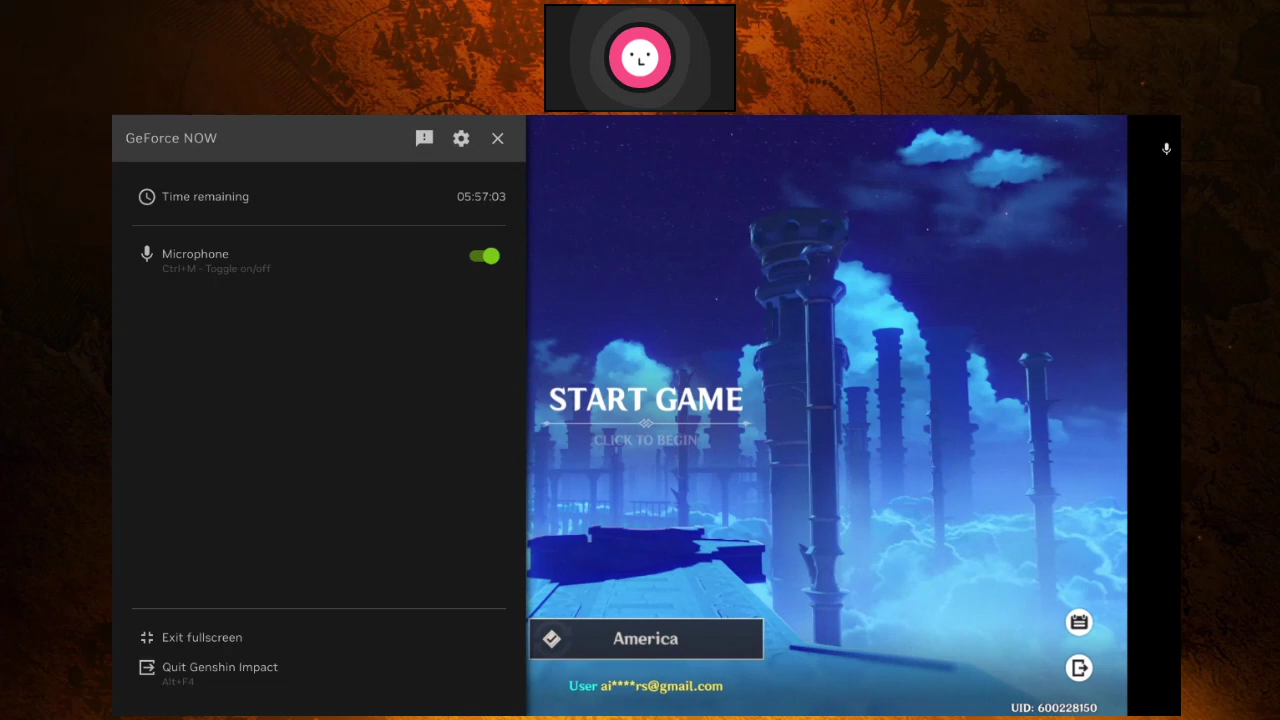 GeForce NOW
Time remaining 05:57:03
Microphone
Ctrl+M - Toggle on/off
START GAME
CLICK TO BEGIN
Exit fullscreen
America
Quit Genshin Impact
Alt+F4
User ai****rs@gmail.com
UID: 600228150